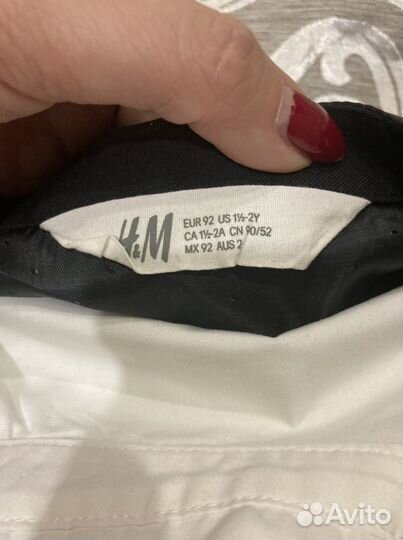 H&M
EUR 92 US 1½-2Y
CA 1½-2A CN 90/52
MX 92 AUS 2
Avito